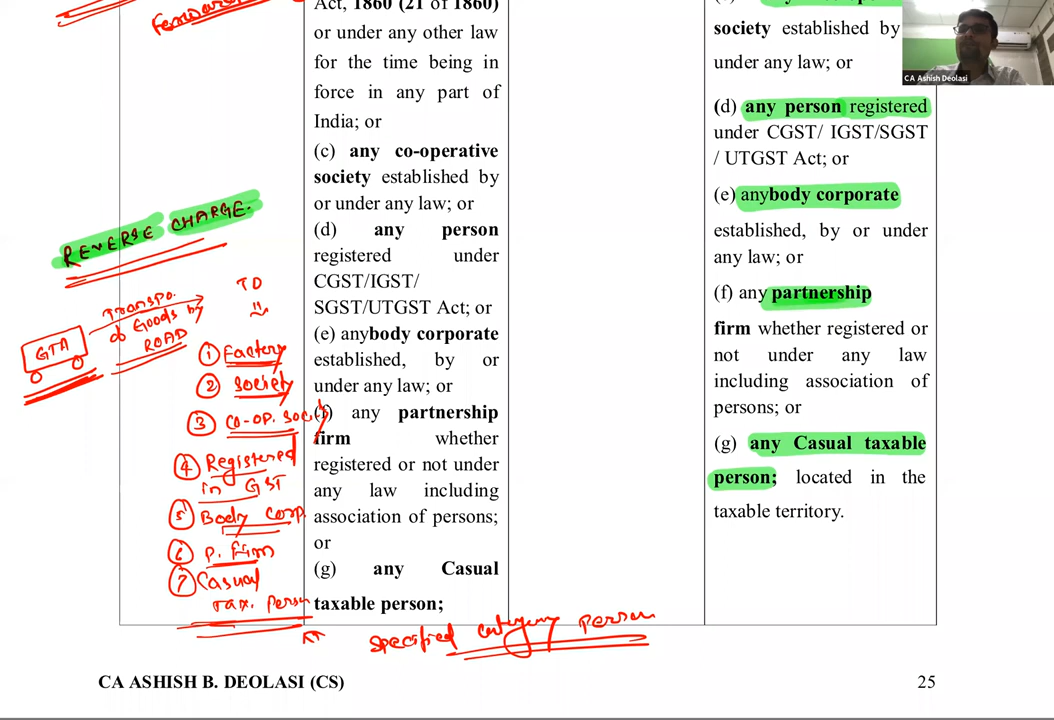 Act, 1860 (21 of 1860)
or under any other law
for the time being in
force in any part of
India; or
(c) any co-operative
society established by
or under any law; or
(d) any person
registered under
CGST/IGST/
SGST/UTGST Act; or
(e) anybody corporate
established, by or
under any law; or
(f) any partnership
firm whether
registered or not under
any law including
association of persons;
or
(g) any Casual
taxable person;
society established by
under any law; or
(d) any person registered
under CGST/ IGST/SGST
/ UTGST Act; or
(e) anybody corporate
established, by or under
any law; or
(f) any partnership
firm whether registered or
not under any law
including association of
persons; or
(g) any Casual taxable
person; located in the
taxable territory.
CA Ashish Deolasi
REVERSE CHARGE.
GTA
Transpo.
of Goods by
ROAD
TD
① Factory
② Society
③ Co-op. Soc
④ Registered
in GST
⑤ Body Corp.
⑥ P. Firm
⑦ Casual
Tax. Person
specified category person
CA ASHISH B. DEOLASI (CS)
25